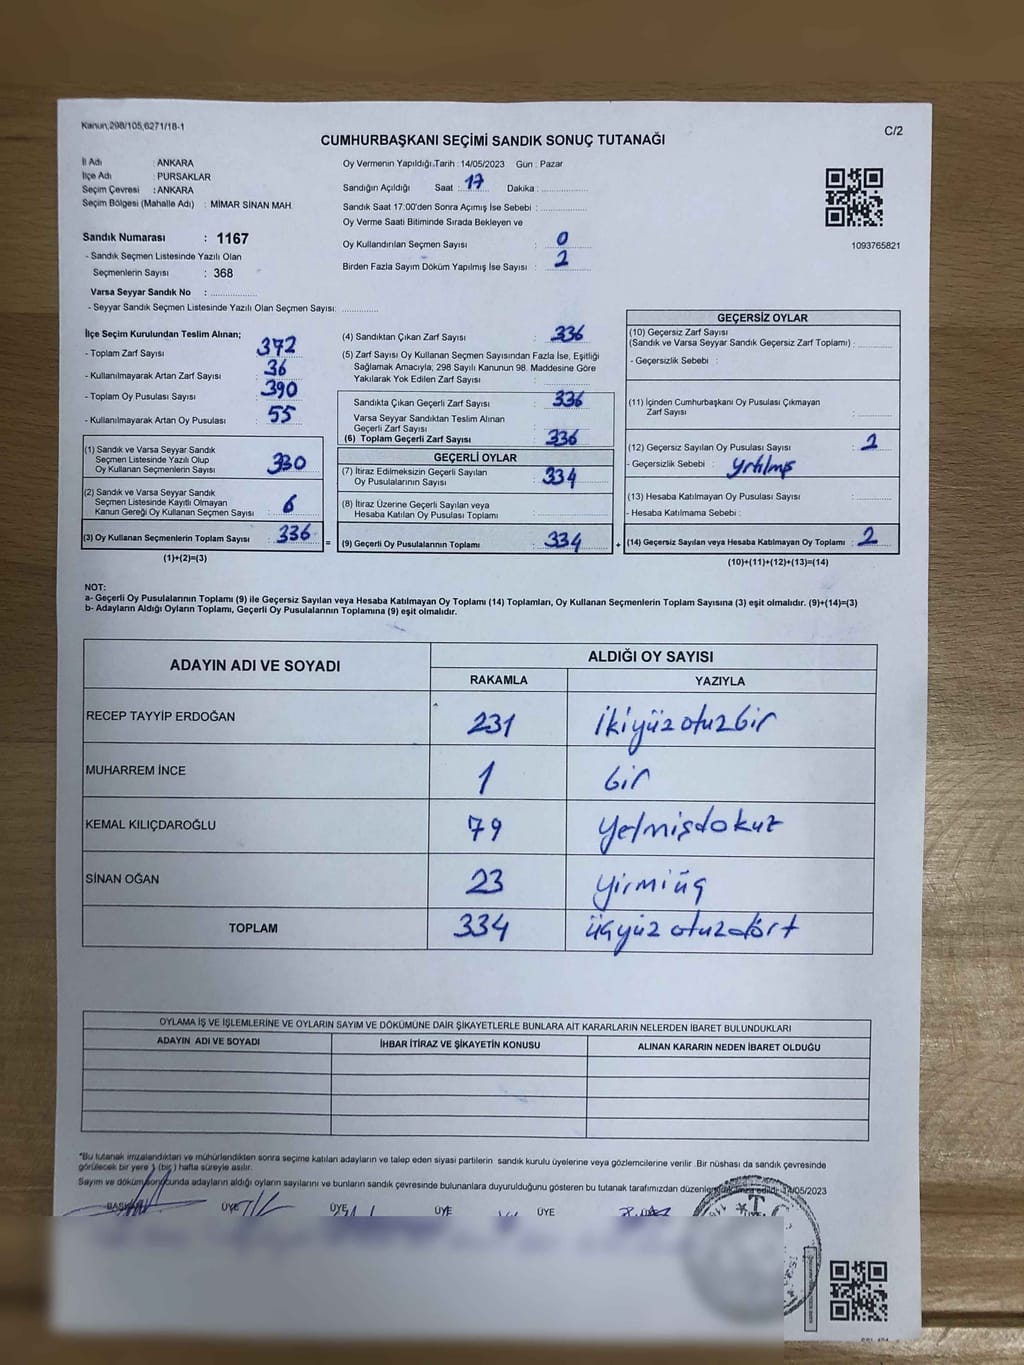 Kanun,298/105,6271/18-1
C/2
CUMHURBAŞKANI SEÇİMİ SANDIK SONUÇ TUTANAĞI
İl Adı : ANKARA
İlçe Adı : PURSAKLAR
Seçim Çevresi : ANKARA
Seçim Bölgesi (Mahalle Adı) : MİMAR SİNAN MAH.
Sandık Numarası : 1167
- Sandık Seçmen Listesinde Yazılı Olan
Seçmenlerin Sayısı : 368
Varsa Seyyar Sandık No :
- Seyyar Sandık Seçmen Listesinde Yazılı Olan Seçmen Sayısı:
Oy Vermenin Yapıldığı Tarih : 14/05/2023 Gün : Pazar
Sandığın Açıldığı Saat : 17 Dakika :
Sandık Saat 17:00'den Sonra Açımış İse Sebebi :
Oy Verme Saati Bitiminde Sırada Bekleyen ve
Oy Kullandırılan Seçmen Sayısı : 0
Birden Fazla Sayım Döküm Yapılmış İse Sayısı : 2
1093765821
İlçe Seçim Kurulundan Teslim Alınan;
- Toplam Zarf Sayısı : 372
- Kullanılmayarak Artan Zarf Sayısı : 36
- Toplam Oy Pusulası Sayısı : 390
- Kullanılmayarak Artan Oy Pusulası : 55
(1) Sandık ve Varsa Seyyar Sandık
Seçmen Listesinde Yazılı Olup
Oy Kullanan Seçmenlerin Sayısı : 330
(2) Sandık ve Varsa Seyyar Sandık
Seçmen Listesinde Kayıtlı Olmayan
Kanun Gereği Oy Kullanan Seçmen Sayısı : 6
(3) Oy Kullanan Seçmenlerin Toplam Sayısı : 336 =
(1)+(2)=(3)
(4) Sandıktan Çıkan Zarf Sayısı : 336
(5) Zarf Sayısı Oy Kullanan Seçmen Sayısından Fazla İse, Eşitliği
Sağlamak Amacıyla; 298 Sayılı Kanunun 98. Maddesine Göre
Yakılarak Yok Edilen Zarf Sayısı :
Sandıkta Çıkan Geçerli Zarf Sayısı : 336
Varsa Seyyar Sandıktan Teslim Alınan
Geçerli Zarf Sayısı :
(6) Toplam Geçerli Zarf Sayısı : 336
GEÇERLİ OYLAR
(7) İtiraz Edilmeksizin Geçerli Sayılan
Oy Pusulalarının Sayısı : 334
(8) İtiraz Üzerine Geçerli Sayılan veya
Hesaba Katılan Oy Pusulası Toplamı :
(9) Geçerli Oy Pusulalarının Toplamı : 334 +
GEÇERSİZ OYLAR
(10) Geçersiz Zarf Sayısı
(Sandık ve Varsa Seyyar Sandık Geçersiz Zarf Toplamı) :
- Geçersizlik Sebebi :
(11) İçinden Cumhurbaşkanı Oy Pusulası Çıkmayan
Zarf Sayısı :
(12) Geçersiz Sayılan Oy Pusulası Sayısı : 2
- Geçersizlik Sebebi : yrtılmış
(13) Hesaba Katılmayan Oy Pusulası Sayısı :
- Hesaba Katılmama Sebebi :
(14) Geçersiz Sayılan veya Hesaba Katılmayan Oy Toplamı : 2
(10)+(11)+(12)+(13)=(14)
NOT:
a- Geçerli Oy Pusulalarının Toplamı (9) ile Geçersiz Sayılan veya Hesaba Katılmayan Oy Toplamı (14) Toplamları, Oy Kullanan Seçmenlerin Toplam Sayısına (3) eşit olmalıdır. (9)+(14)=(3)
b- Adayların Aldığı Oyların Toplamı, Geçerli Oy Pusulalarının Toplamına (9) eşit olmalıdır.
ADAYIN ADI VE SOYADI
ALDIĞI OY SAYISI
RAKAMLA YAZIYLA
RECEP TAYYİP ERDOĞAN 231 ikiyüz otuz bir
MUHARREM İNCE 1 bir
KEMAL KILIÇDAROĞLU 79 yetmişdokuz
SİNAN OĞAN 23 yirmi üç
TOPLAM 334 üçyüz otuz dört
OYLAMA İŞ VE İŞLEMLERİNE VE OYLARIN SAYIM VE DÖKÜMÜNE DAİR ŞİKAYETLERLE BUNLARA AİT KARARLARIN NELERDEN İBARET BULUNDUKLARI
ADAYIN ADI VE SOYADI İHBAR İTİRAZ VE ŞİKAYETİN KONUSU ALINAN KARARIN NEDEN İBARET OLDUĞU
*Bu tutanak imzalandıktan ve mühürlendikten sonra seçime katılan adayların ve talep eden siyasi partilerin sandık kurulu üyelerine veya gözlemcilerine verilir. Bir nüshası da sandık çevresinde
görülecek bir yere 1 (bir) hafta süreyle asılır.
Sayım ve döküm sonucunda adayların aldığı oyların sayılarını ve bunların sandık çevresinde bulunanlara duyurulduğunu gösteren bu tutanak tarafımızdan düzenlenerek imza edildi. 14/05/2023
BAŞKAN ÜYE ÜYE ÜYE ÜYE
T.C.